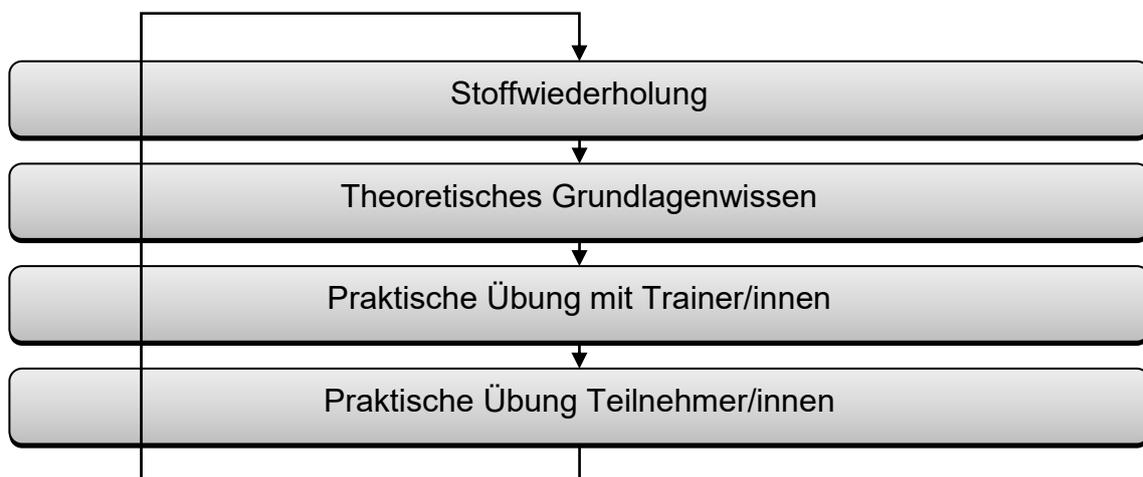 Stoffwiederholung
Theoretisches Grundlagenwissen
Praktische Übung mit Trainer/innen
Praktische Übung Teilnehmer/innen